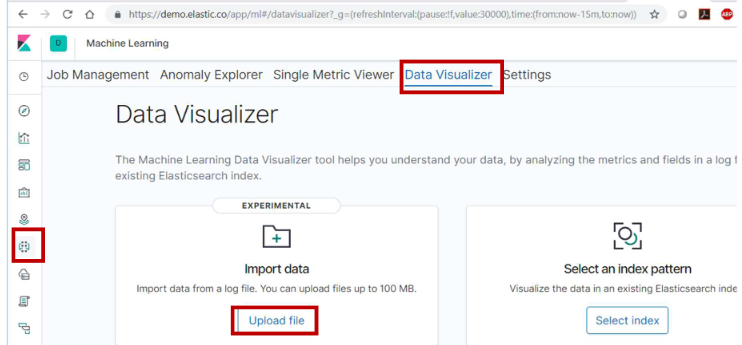 https://demo.elastic.co/app/ml#/datavisualizer?_g=(refreshInterval:(pause:!f,value:30000),time:(from:now-15m,to:now))
ABP
D Machine Learning
Job Management Anomaly Explorer Single Metric Viewer Data Visualizer Settings
Data Visualizer
The Machine Learning Data Visualizer tool helps you understand your data, by analyzing the metrics and fields in a log
existing Elasticsearch index.
EXPERIMENTAL
Import data
Import data from a log file. You can upload files up to 100 MB.
Upload file
Select an index pattern
Visualize the data in an existing Elasticsearch inde
Select index